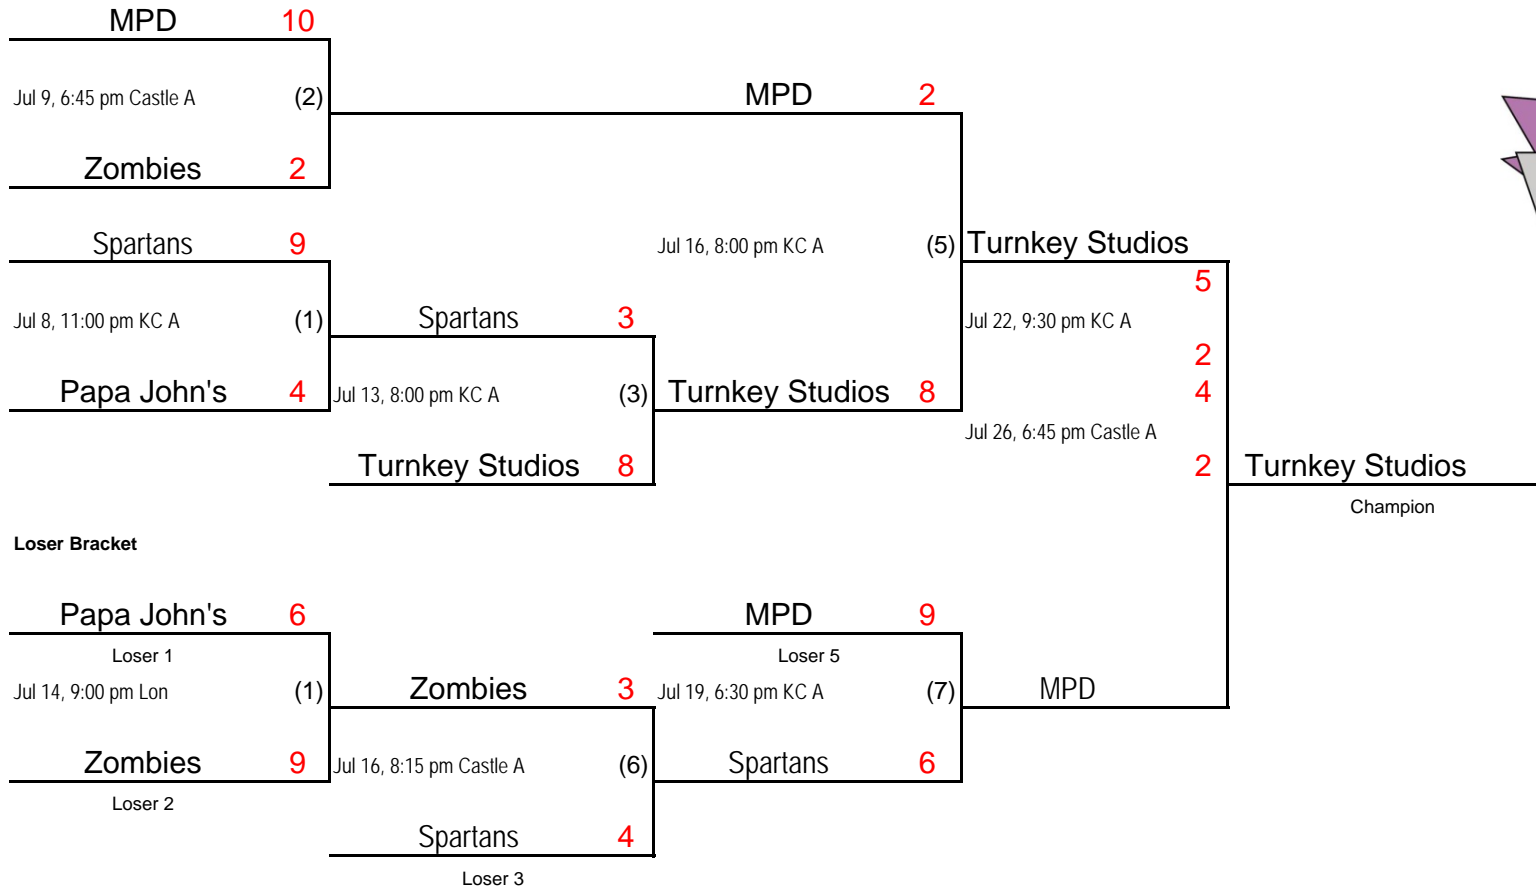 MPD 10
Jul 9, 6:45 pm Castle A (2)
MPD 2
Zombies 2
Spartans 9
Jul 16, 8:00 pm KC A (5) Turnkey Studios
5
Jul 8, 11:00 pm KC A (1)
Spartans 3
Jul 22, 9:30 pm KC A
2
Papa John's 4
Jul 13, 8:00 pm KC A (3)
Turnkey Studios 8
4
Jul 26, 6:45 pm Castle A
Turnkey Studios 8
2
Turnkey Studios
Champion
Loser Bracket
Papa John's 6
MPD 9
Loser 1
Loser 5
Jul 14, 9:00 pm Lon (1)
Zombies 3
Jul 19, 6:30 pm KC A (7)
MPD
Zombies 9
Jul 16, 8:15 pm Castle A (6)
Spartans 6
Loser 2
Spartans 4
Loser 3